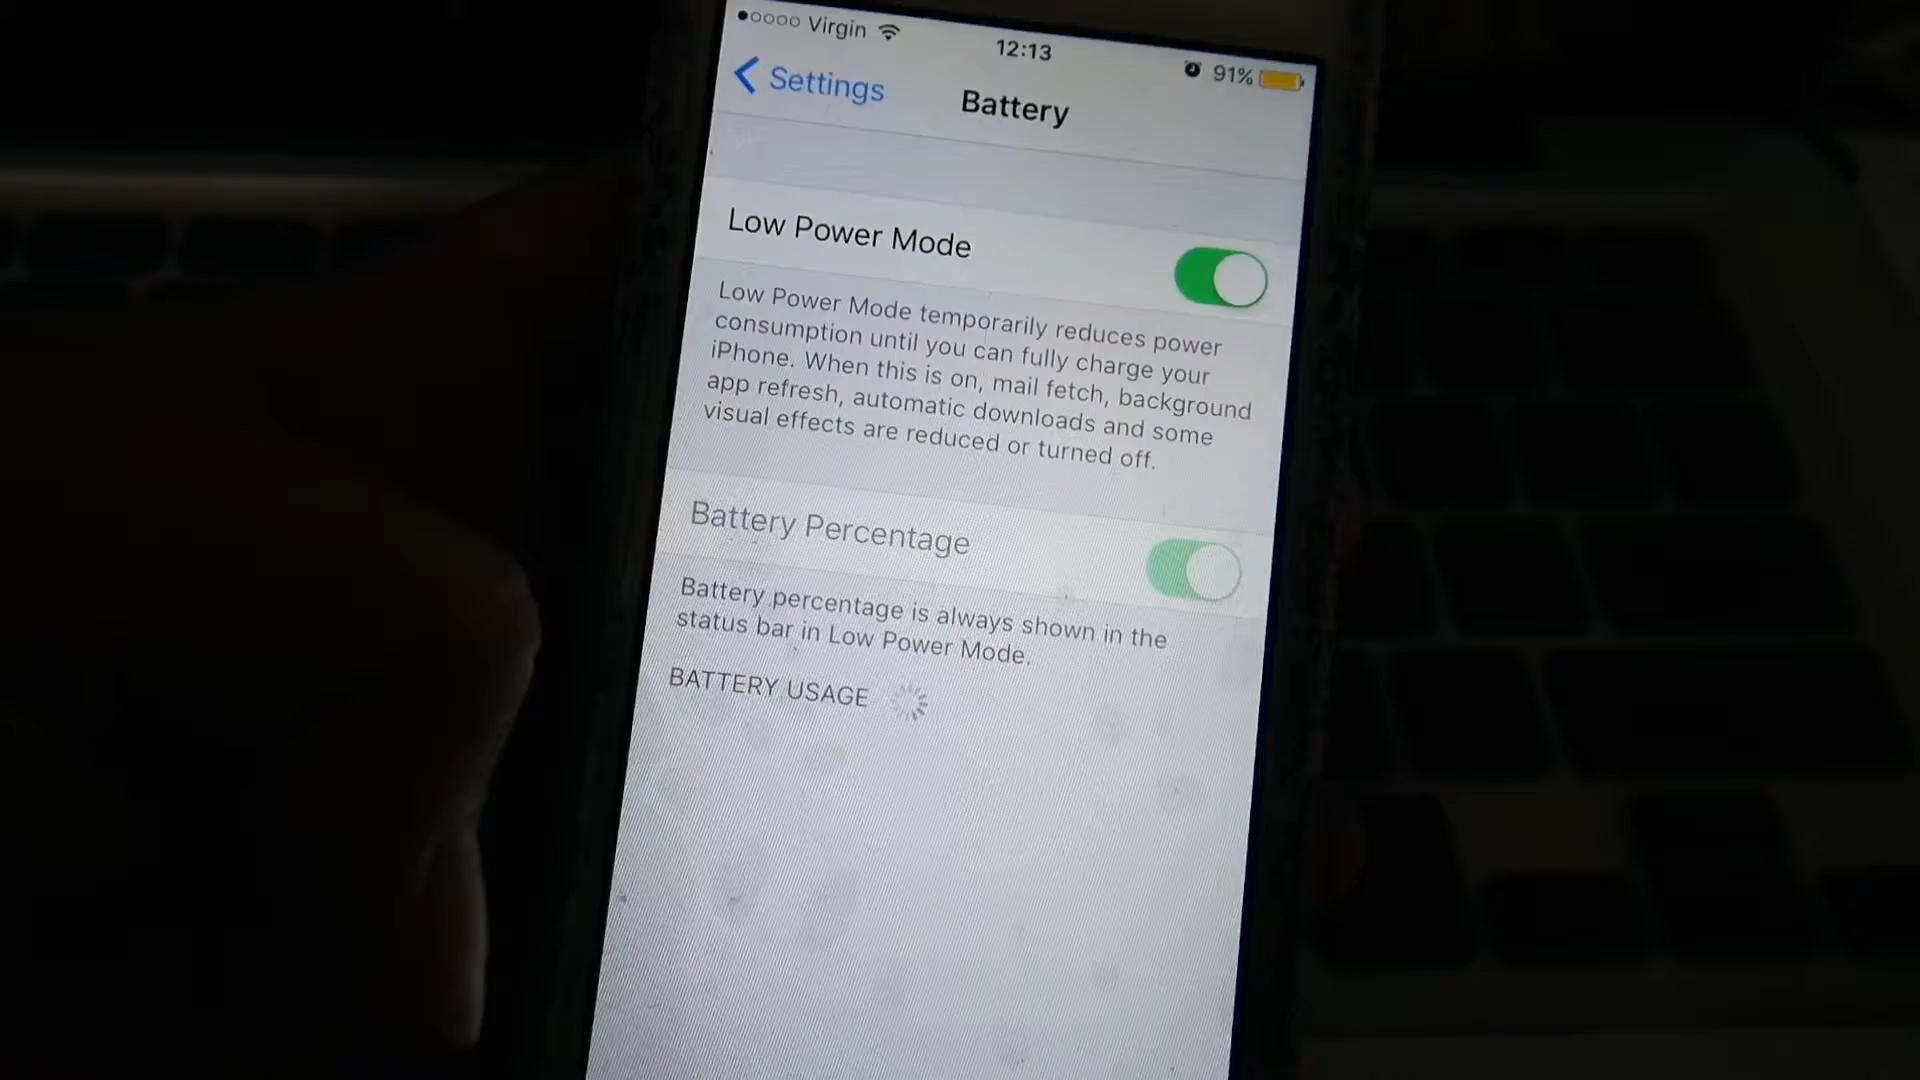 Virgin
12:13
91%
Settings
Battery
Low Power Mode
Low Power Mode temporarily reduces power
consumption until you can fully charge your
iPhone. When this is on, mail fetch, background
app refresh, automatic downloads and some
visual effects are reduced or turned off.
Battery Percentage
Battery percentage is always shown in the
status bar in Low Power Mode.
BATTERY USAGE